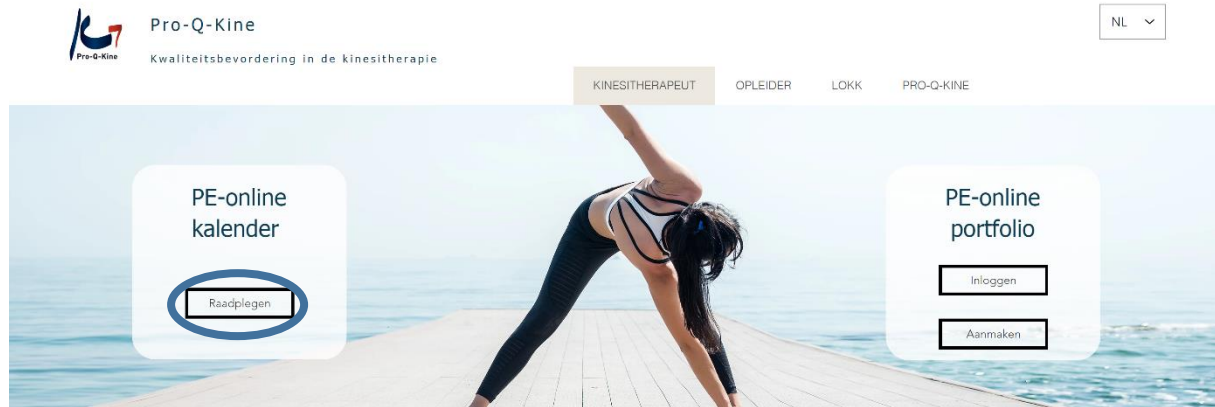 Pro-Q-Kine
Pro-Q-Kine
Kwaliteitsbevordering in de kinesitherapie
NL
KINESITHERAPEUT OPLEIDER LOKK PRO-Q-KINE
PE-online
kalender
Raadplegen
PE-online
portfolio
Inloggen
Aanmaken